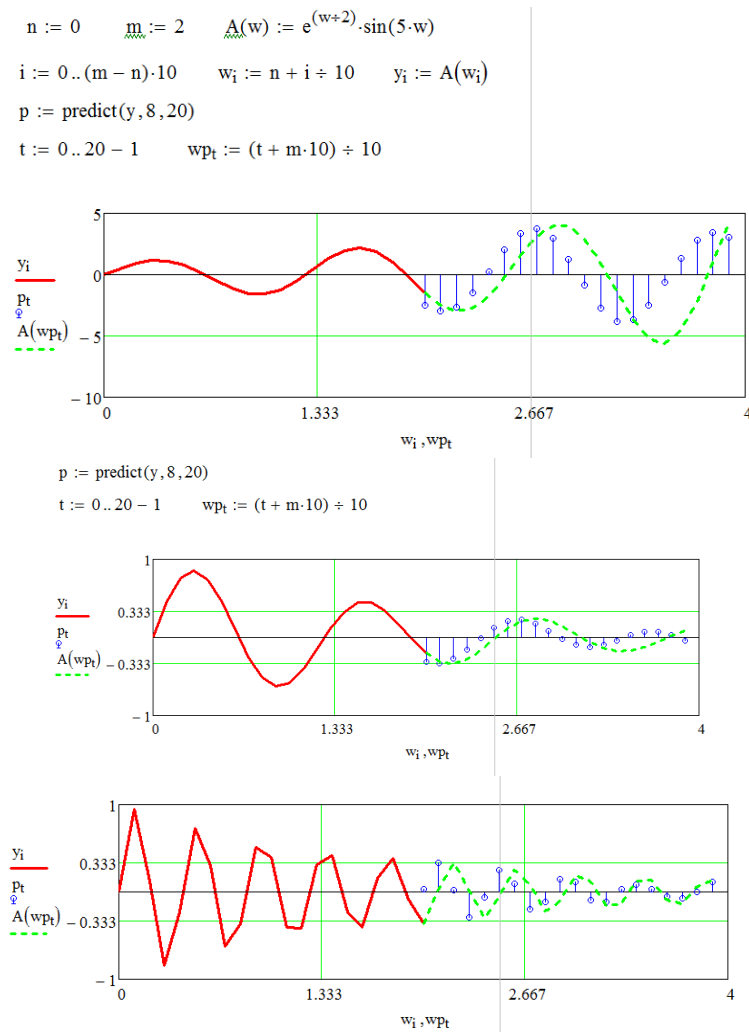 n := 0 m := 2 A(w) := e^(w÷2)·sin(5·w)
i := 0 .. (m − n)·10 w_i := n + i ÷ 10 y_i := A(w_i)
p := predict(y, 8, 20)
t := 0 .. 20 − 1 wp_t := (t + m·10) ÷ 10
5
y_i
0
p_t
A(wp_t)
−5
−10
0 1.333 2.667 4
w_i , wp_t
p := predict(y, 8, 20)
t := 0 .. 20 − 1 wp_t := (t + m·10) ÷ 10
1
y_i
0.333
p_t
A(wp_t)
−0.333
−1
0 1.333 2.667 4
w_i , wp_t
1
y_i
0.333
p_t
A(wp_t)
−0.333
−1
0 1.333 2.667 4
w_i , wp_t